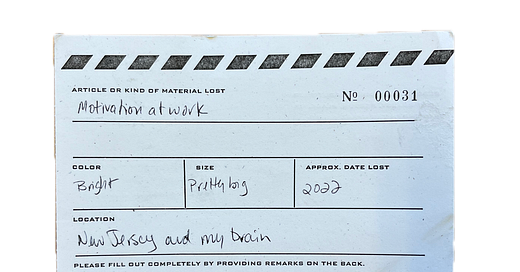 ARTICLE OR KIND OF MATERIAL LOST
Nº 00031
Motivation at work
COLOR SIZE APPROX. DATE LOST
Bright Pretty big 2022
LOCATION
New Jersey and my brain
PLEASE FILL OUT COMPLETELY BY PROVIDING REMARKS ON THE BACK.